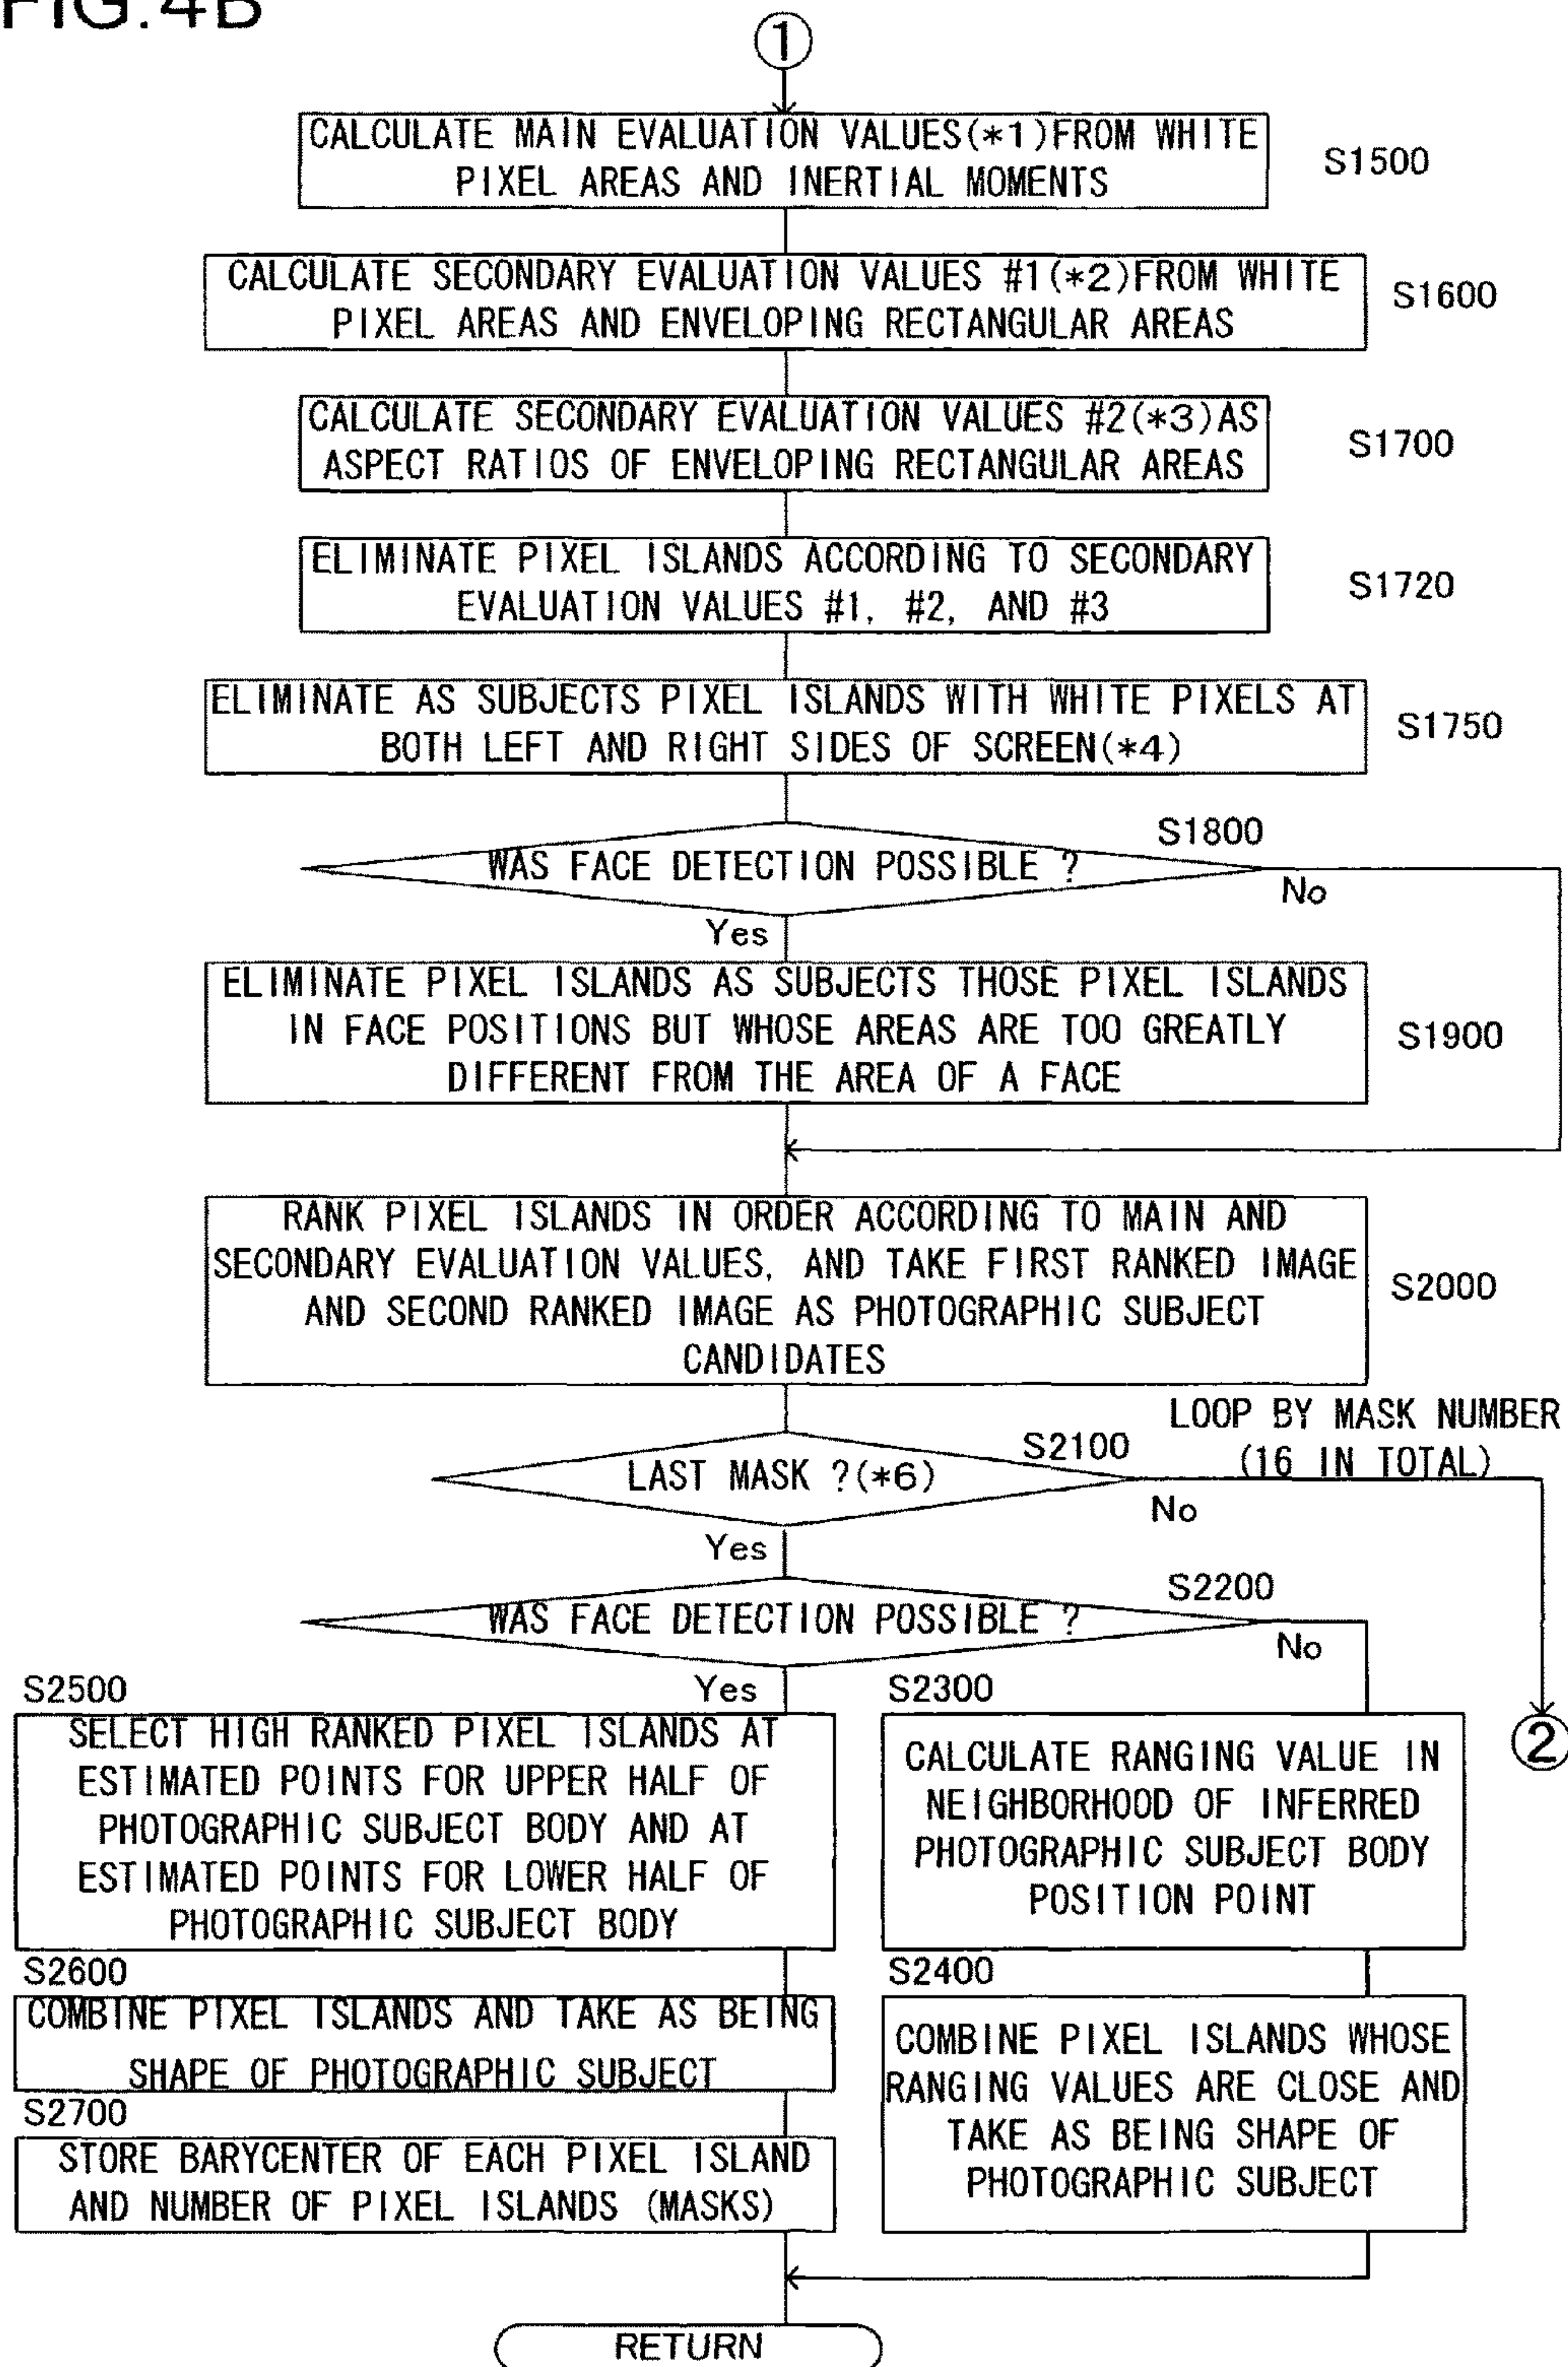 FIG.4B
①
CALCULATE MAIN EVALUATION VALUES(*1)FROM WHITE
PIXEL AREAS AND INERTIAL MOMENTS
S1500
CALCULATE SECONDARY EVALUATION VALUES #1(*2)FROM WHITE
PIXEL AREAS AND ENVELOPING RECTANGULAR AREAS
S1600
CALCULATE SECONDARY EVALUATION VALUES #2(*3)AS
ASPECT RATIOS OF ENVELOPING RECTANGULAR AREAS
S1700
ELIMINATE PIXEL ISLANDS ACCORDING TO SECONDARY
EVALUATION VALUES #1, #2, AND #3
S1720
ELIMINATE AS SUBJECTS PIXEL ISLANDS WITH WHITE PIXELS AT
BOTH LEFT AND RIGHT SIDES OF SCREEN(*4)
S1750
S1800
WAS FACE DETECTION POSSIBLE ?
No
Yes
ELIMINATE PIXEL ISLANDS AS SUBJECTS THOSE PIXEL ISLANDS
IN FACE POSITIONS BUT WHOSE AREAS ARE TOO GREATLY
DIFFERENT FROM THE AREA OF A FACE
S1900
RANK PIXEL ISLANDS IN ORDER ACCORDING TO MAIN AND
SECONDARY EVALUATION VALUES, AND TAKE FIRST RANKED IMAGE
AND SECOND RANKED IMAGE AS PHOTOGRAPHIC SUBJECT
CANDIDATES
S2000
LOOP BY MASK NUMBER
(16 IN TOTAL)
S2100
LAST MASK ?(*6)
No
Yes
S2200
WAS FACE DETECTION POSSIBLE ?
No
Yes
S2500
SELECT HIGH RANKED PIXEL ISLANDS AT
ESTIMATED POINTS FOR UPPER HALF OF
PHOTOGRAPHIC SUBJECT BODY AND AT
ESTIMATED POINTS FOR LOWER HALF OF
PHOTOGRAPHIC SUBJECT BODY
S2600
COMBINE PIXEL ISLANDS AND TAKE AS BEING
SHAPE OF PHOTOGRAPHIC SUBJECT
S2700
STORE BARYCENTER OF EACH PIXEL ISLAND
AND NUMBER OF PIXEL ISLANDS (MASKS)
S2300
CALCULATE RANGING VALUE IN
NEIGHBORHOOD OF INFERRED
PHOTOGRAPHIC SUBJECT BODY
POSITION POINT
S2400
COMBINE PIXEL ISLANDS WHOSE
RANGING VALUES ARE CLOSE AND
TAKE AS BEING SHAPE OF
PHOTOGRAPHIC SUBJECT
②
RETURN